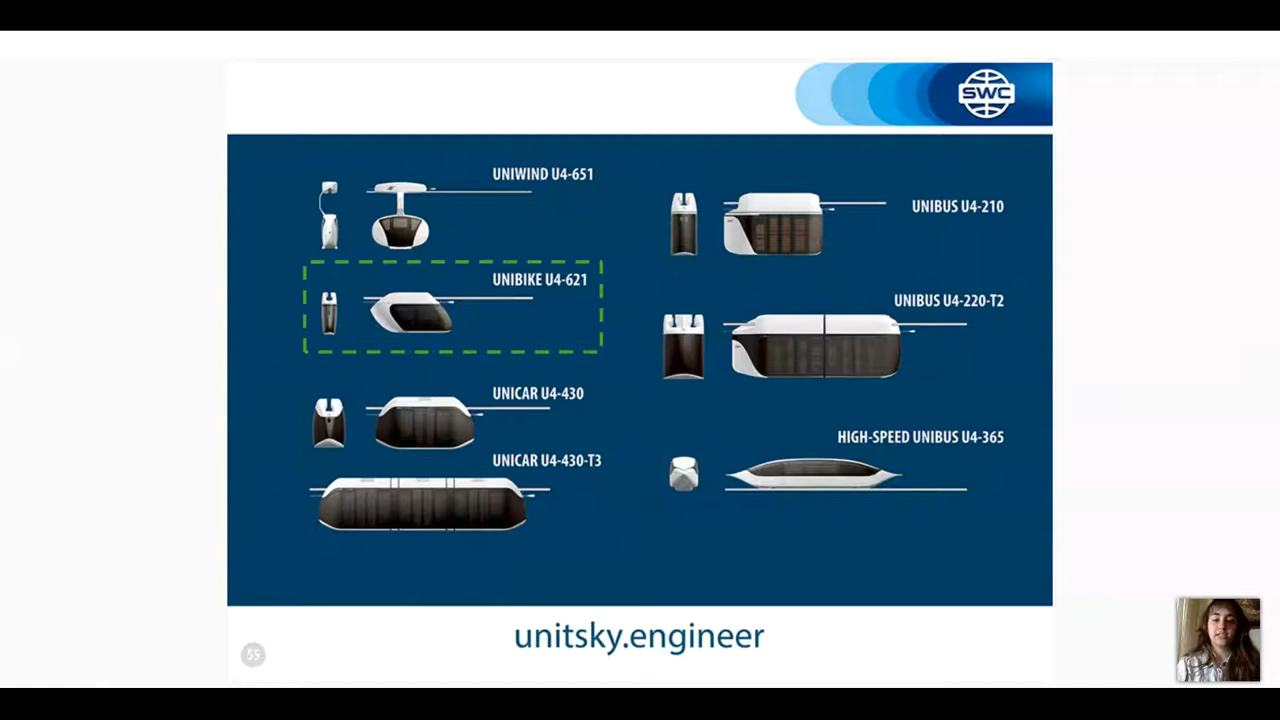 SWC
UNIWIND U4-651
UNIBIKE U4-621
UNICAR U4-430
UNICAR U4-430-T3
UNIBUS U4-210
UNIBUS U4-220-T2
HIGH-SPEED UNIBUS U4-365
unitsky.engineer
55